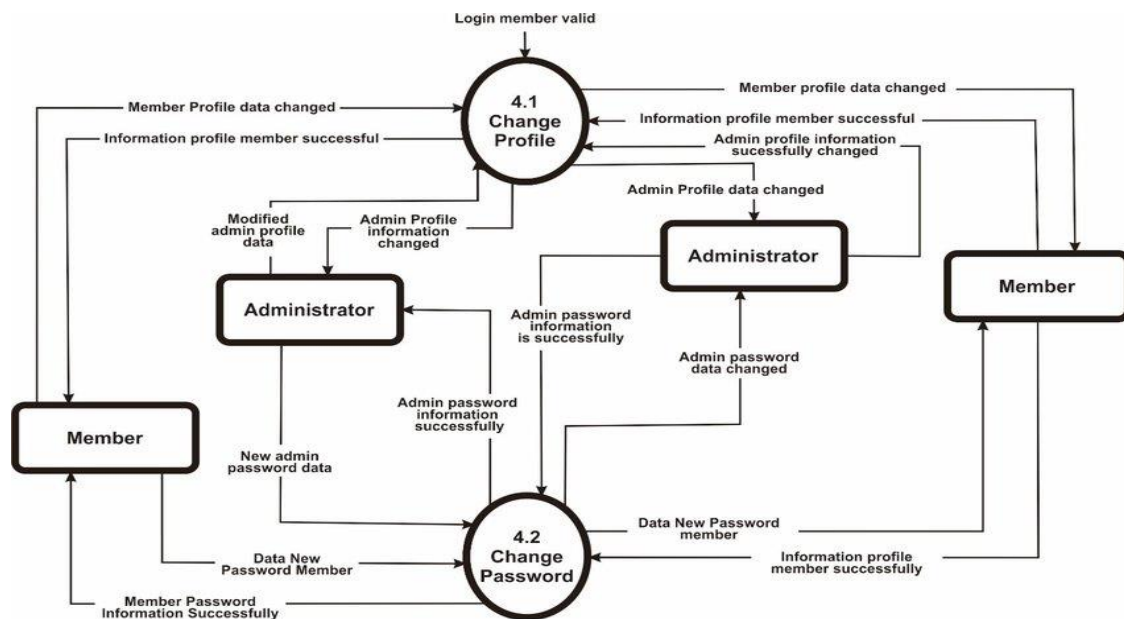 Login member valid
4.1
Change
Profile
Member Profile data changed
Member profile data changed
Information profile member successful
Information profile member successful
Admin profile information
sucessfully changed
Admin Profile data changed
Modified
admin profile
data
Admin Profile
information
changed
Administrator
Administrator
Member
Admin password
information
is successfully
Admin password
data changed
Admin password
information
successfully
Member
New admin
password data
4.2
Change
Password
Data New Password
member
Data New
Password Member
Information profile
member successfully
Member Password
Information Successfully